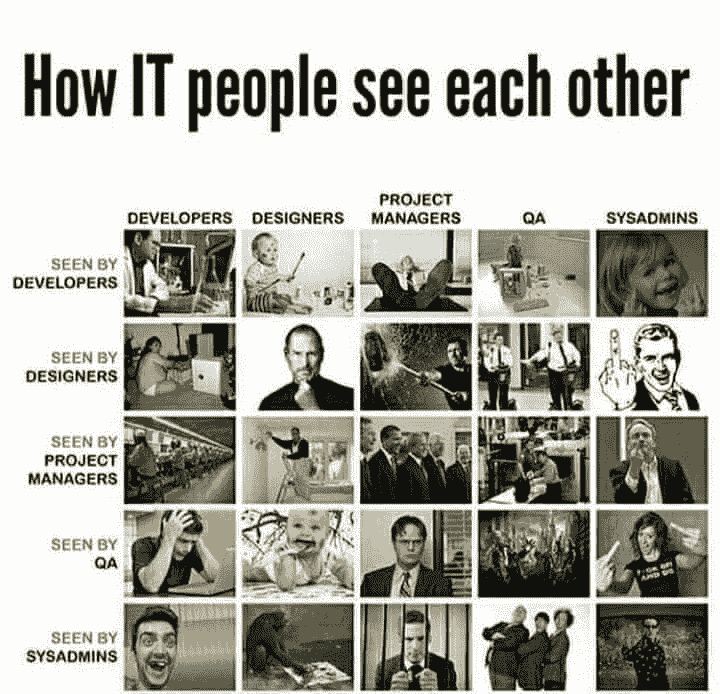 How IT people see each other
PROJECT
DEVELOPERS DESIGNERS MANAGERS QA SYSADMINS
SEEN BY
DEVELOPERS
SEEN BY
DESIGNERS
SEEN BY
PROJECT
MANAGERS
SEEN BY
QA
SEEN BY
SYSADMINS